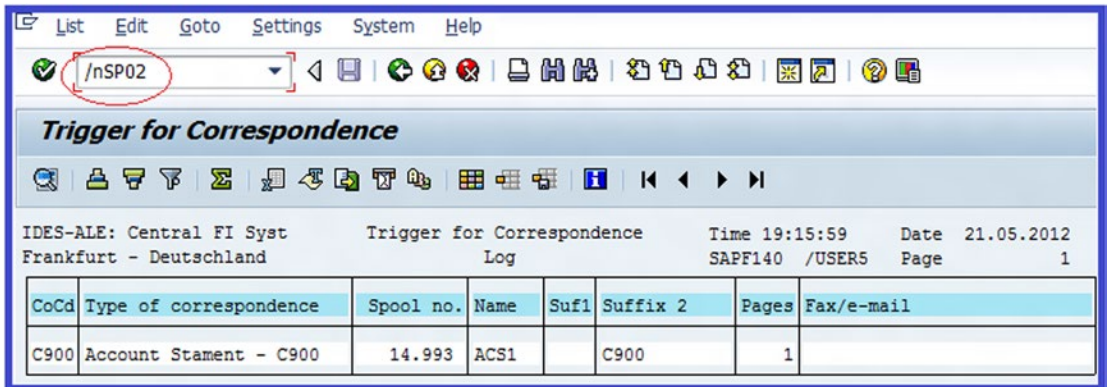 List Edit Goto Settings System Help
/nSP02
Trigger for Correspondence
IDES-ALE: Central FI Syst Trigger for Correspondence Time 19:15:59 Date 21.05.2012
Frankfurt - Deutschland Log SAPF140 /USER5 Page 1
CoCd Type of correspondence Spool no. Name Suf1 Suffix 2 Pages Fax/e-mail
C900 Account Stament - C900 14.993 ACS1 C900 1